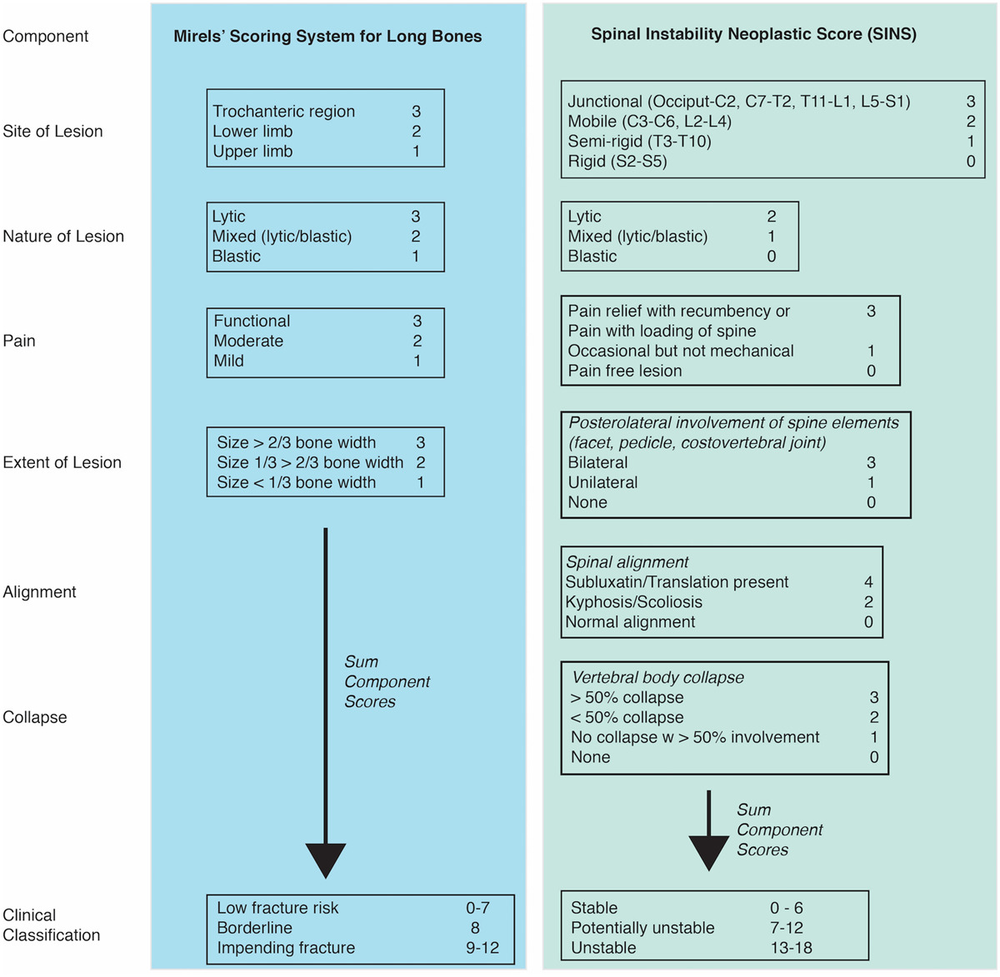 Component
Mirels’ Scoring System for Long Bones
Spinal Instability Neoplastic Score (SINS)
Site of Lesion
Trochanteric region 3
Lower limb 2
Upper limb 1
Junctional (Occiput-C2, C7-T2, T11-L1, L5-S1) 3
Mobile (C3-C6, L2-L4) 2
Semi-rigid (T3-T10) 1
Rigid (S2-S5) 0
Nature of Lesion
Lytic 3
Mixed (lytic/blastic) 2
Blastic 1
Lytic 2
Mixed (lytic/blastic) 1
Blastic 0
Pain
Functional 3
Moderate 2
Mild 1
Pain relief with recumbency or 3
Pain with loading of spine
Occasional but not mechanical 1
Pain free lesion 0
Extent of Lesion
Size > 2/3 bone width 3
Size 1/3 > 2/3 bone width 2
Size < 1/3 bone width 1
Posterolateral involvement of spine elements
(facet, pedicle, costovertebral joint)
Bilateral 3
Unilateral 1
None 0
Alignment
Spinal alignment
Subluxatin/Translation present 4
Kyphosis/Scoliosis 2
Normal alignment 0
Collapse
Sum
Component
Scores
Vertebral body collapse
> 50% collapse 3
< 50% collapse 2
No collapse w > 50% involvement 1
None 0
Sum
Component
Scores
Clinical
Classification
Low fracture risk 0-7
Borderline 8
Impending fracture 9-12
Stable 0 - 6
Potentially unstable 7-12
Unstable 13-18